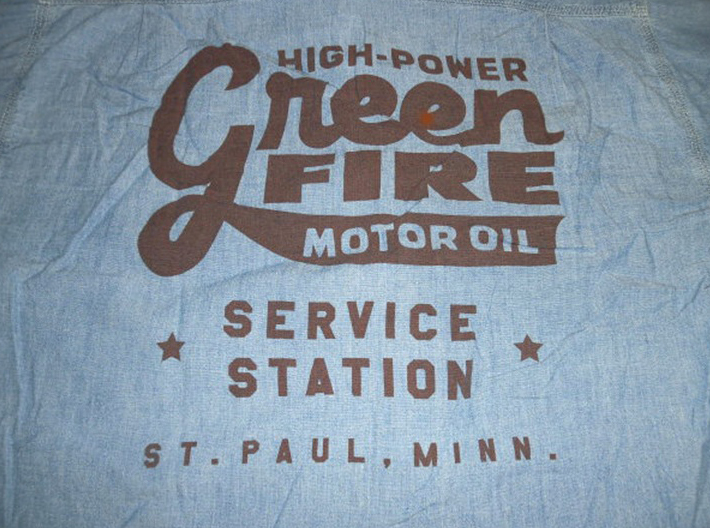 HIGH-POWER
Green
FIRE
MOTOR OIL
SERVICE
STATION
ST. PAUL, MINN.